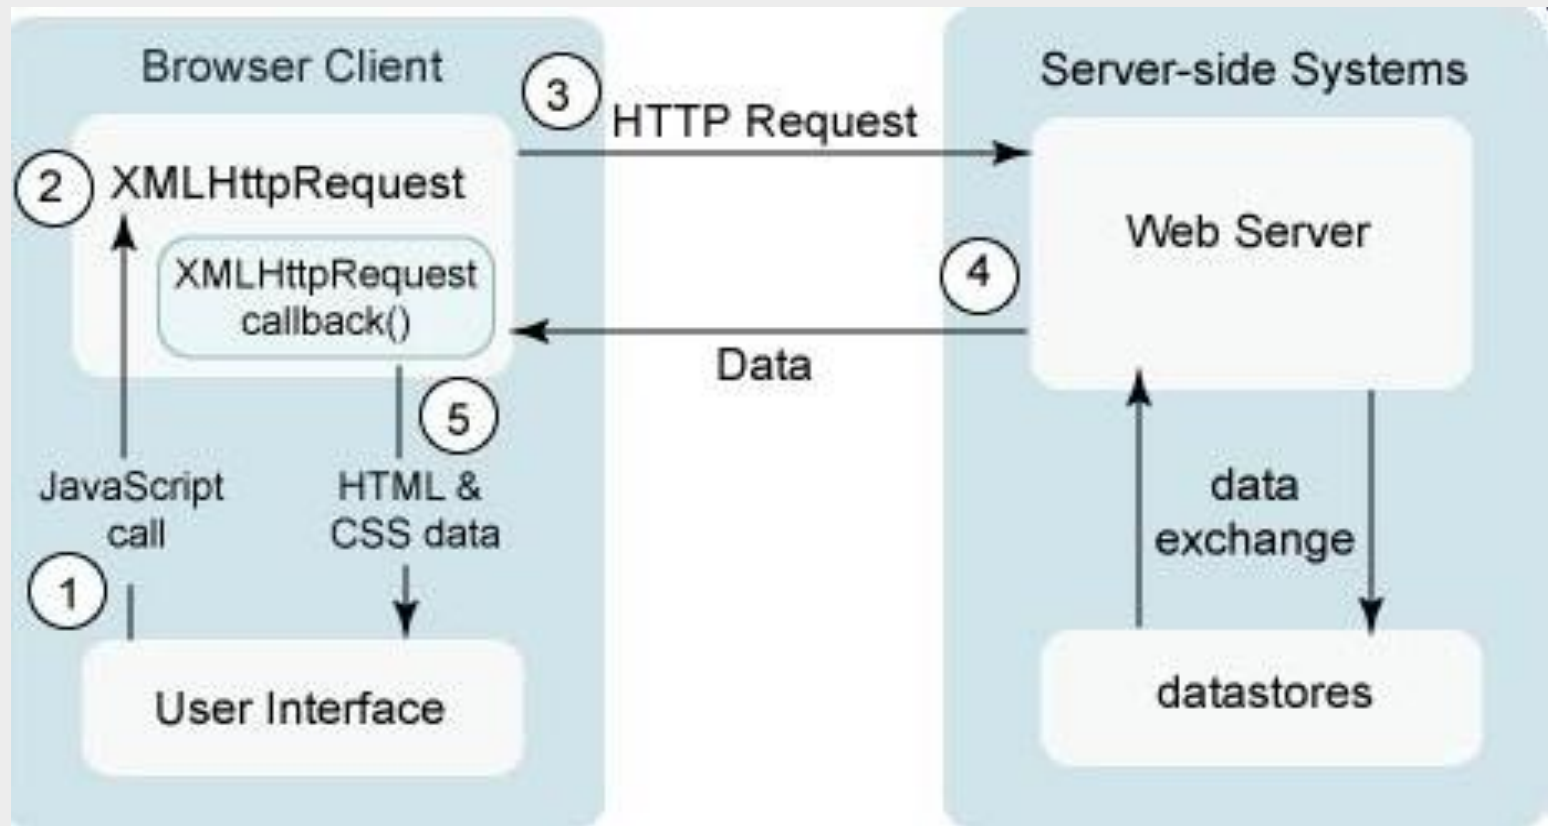 Browser Client
3
HTTP Request
Server-side Systems
2
XMLHttpRequest
Web Server
XMLHttpRequest
callback()
4
Data
5
JavaScript
call
HTML &
CSS data
data
exchange
1
User Interface
datastores